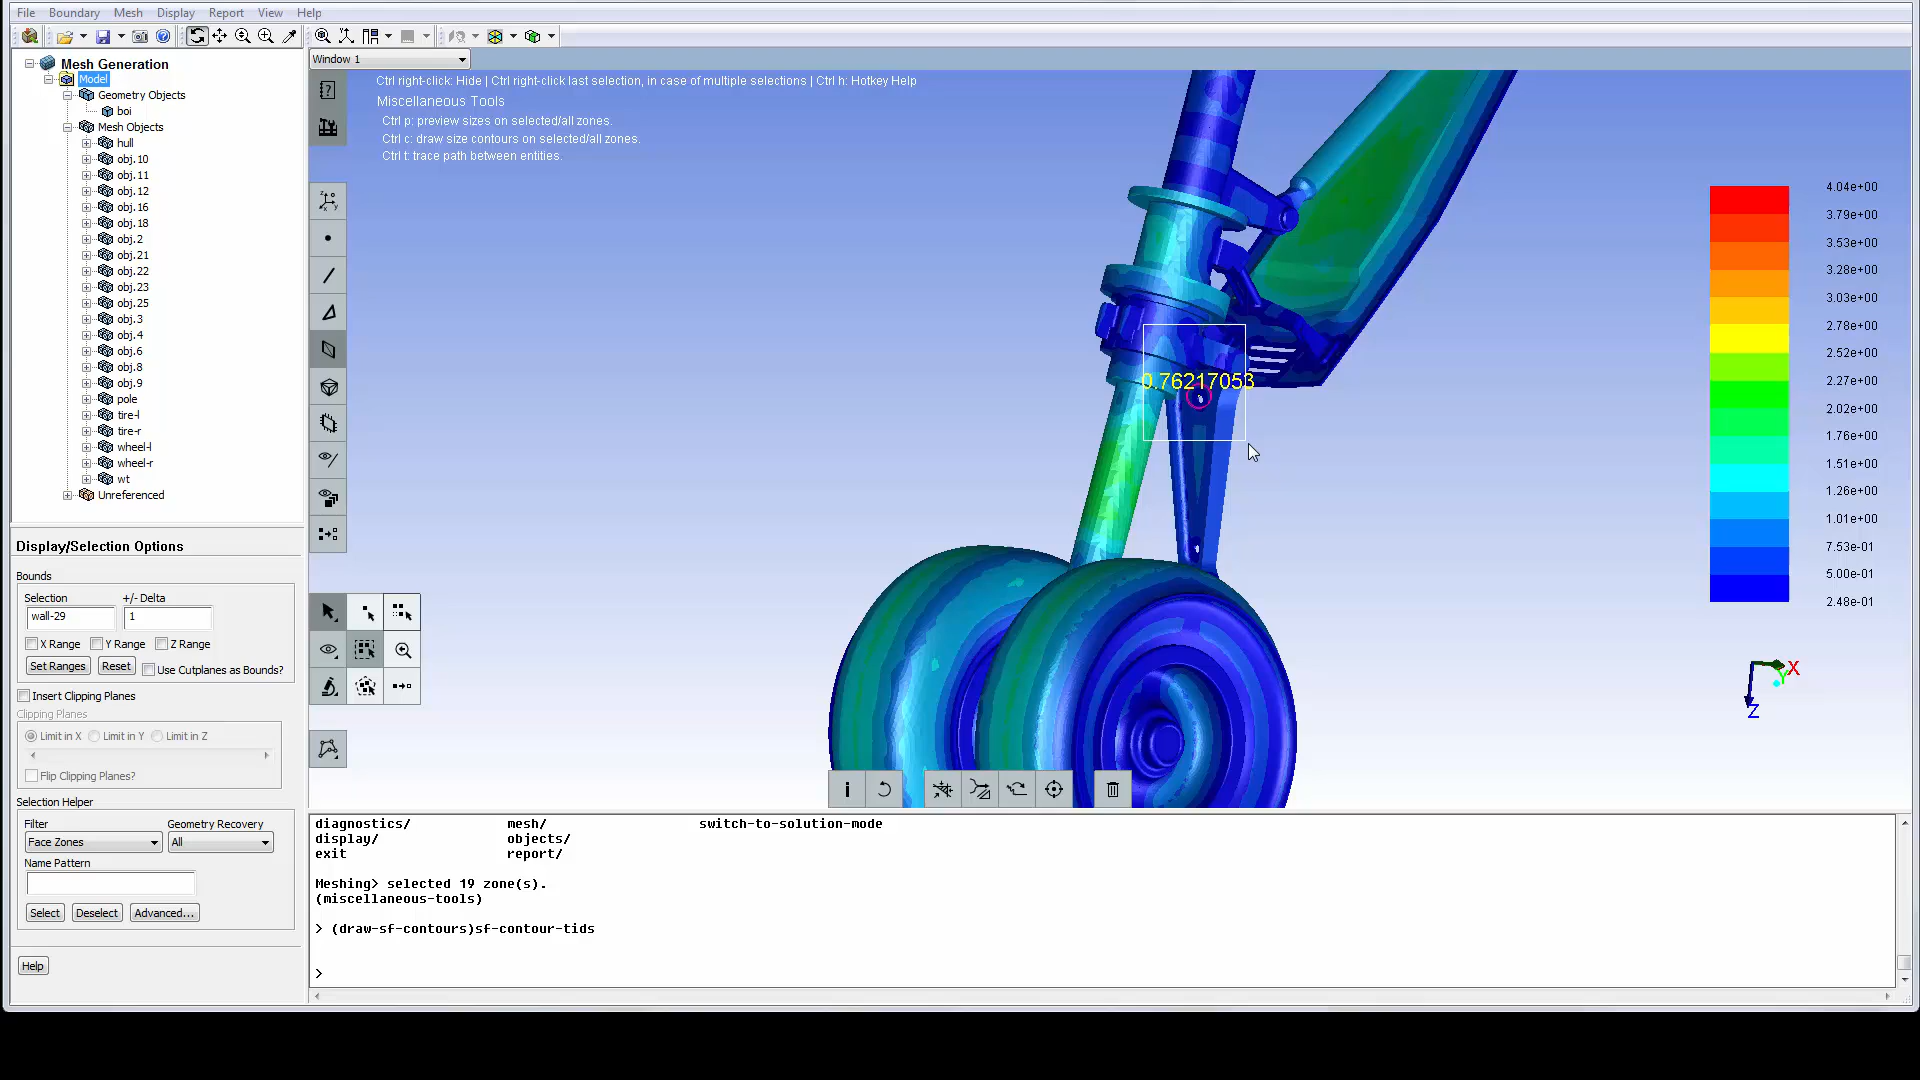 File Boundary Mesh Display Report View Help
Window 1
Mesh Generation
Model
Geometry Objects
boi
Mesh Objects
hull
obj.10
obj.11
obj.12
obj.16
obj.18
obj.2
obj.21
obj.22
obj.23
obj.25
obj.3
obj.4
obj.6
obj.8
obj.9
pole
tire-l
tire-r
wheel-l
wheel-r
wt
Unreferenced
Display/Selection Options
Bounds
Selection +/- Delta
wall-29 1
X Range Y Range Z Range
Set Ranges Reset Use Cutplanes as Bounds?
Insert Clipping Planes
Clipping Planes
Limit in X Limit in Y Limit in Z
Flip Clipping Planes?
Selection Helper
Filter Geometry Recovery
Face Zones All
Name Pattern
Select Deselect Advanced...
Help
Ctrl right-click: Hide | Ctrl right-click last selection, in case of multiple selections | Ctrl h: Hotkey Help
Miscellaneous Tools
Ctrl p: preview sizes on selected/all zones.
Ctrl c: draw size contours on selected/all zones.
Ctrl t: trace path between entities.
0.76217053
4.04e+00
3.79e+00
3.53e+00
3.28e+00
3.03e+00
2.78e+00
2.52e+00
2.27e+00
2.02e+00
1.76e+00
1.51e+00
1.26e+00
1.01e+00
7.53e-01
5.00e-01
2.48e-01
X
Y
Z
diagnostics/ mesh/ switch-to-solution-mode
display/ objects/
exit report/
Meshing> selected 19 zone(s).
(miscellaneous-tools)
> (draw-sf-contours)sf-contour-tids
>